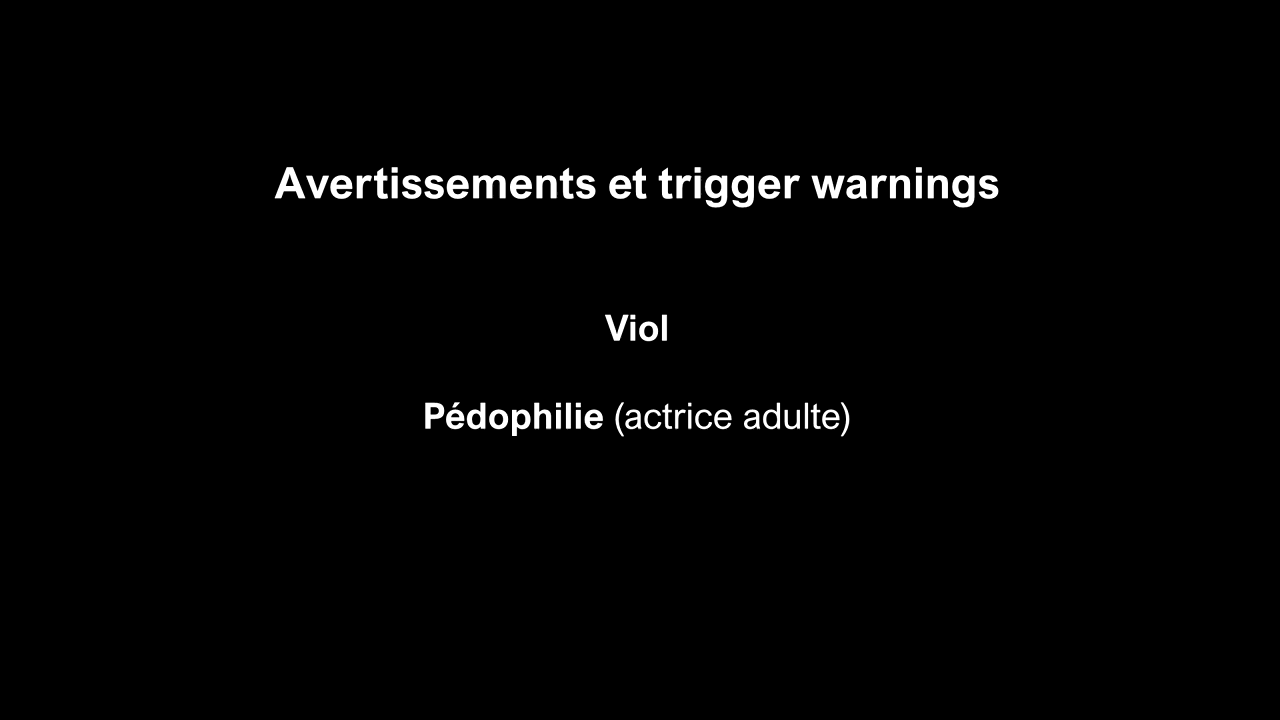 Avertissements et trigger warnings
Viol
Pédophilie (actrice adulte)